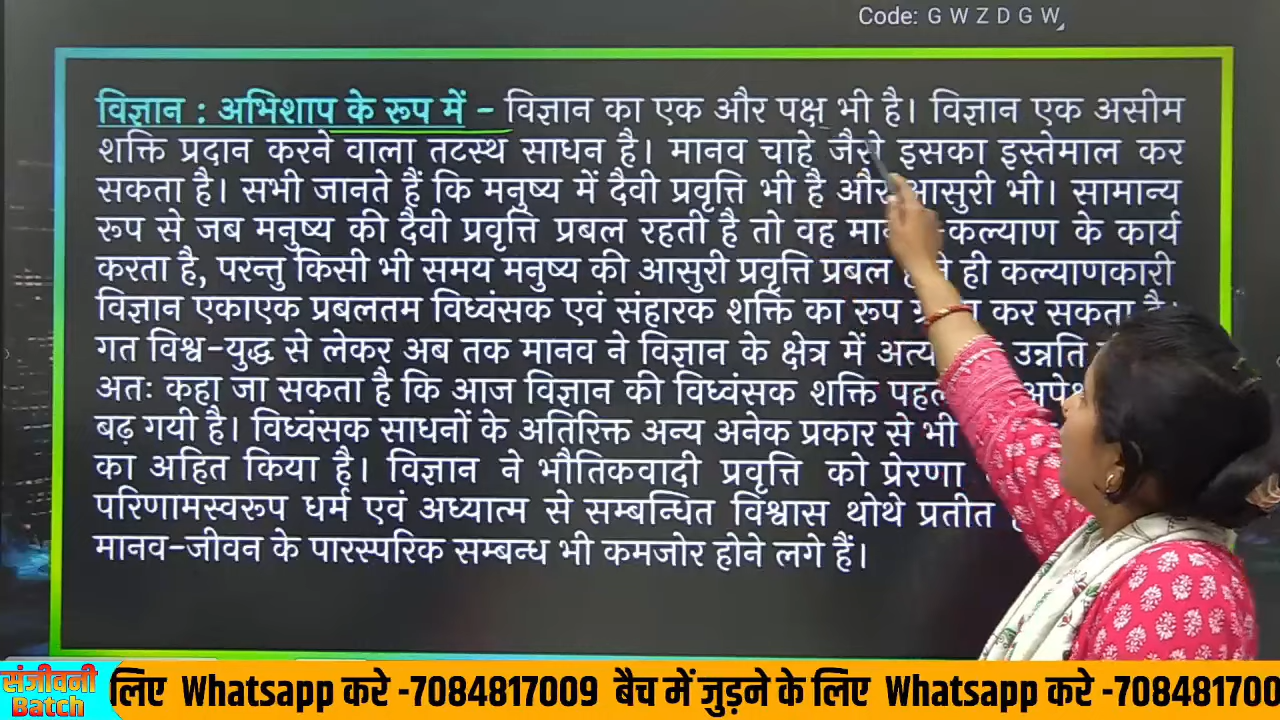 Code: G W Z D G W
विज्ञान : अभिशाप के रूप में - विज्ञान का एक और पक्ष भी है। विज्ञान एक असीम
शक्ति प्रदान करने वाला तटस्थ साधन है। मानव चाहे जैसे इसका इस्तेमाल कर
सकता है। सभी जानते हैं कि मनुष्य में दैवी प्रवृत्ति भी है और आसुरी भी। सामान्य
रूप से जब मनुष्य की दैवी प्रवृत्ति प्रबल रहती है तो वह कल्याण के कार्य
करता है, परन्तु किसी भी समय मनुष्य की आसुरी प्रवृत्ति प्रबल ही कल्याणकारी
विज्ञान एकाएक प्रबलतम विध्वंसक एवं संहारक शक्ति का रूप कर सकता है।
गत विश्व-युद्ध से लेकर अब तक मानव ने विज्ञान के क्षेत्र में उन्नति
अतः कहा जा सकता है कि आज विज्ञान की विध्वंसक शक्ति
बढ़ गयी है। विध्वंसक साधनों के अतिरिक्त अन्य अनेक प्रकार से भी
का अहित किया है। विज्ञान ने भौतिकवादी प्रवृत्ति को प्रेरणा
परिणामस्वरूप धर्म एवं अध्यात्म से सम्बन्धित विश्वास थोथे प्रतीत
मानव-जीवन के पारस्परिक सम्बन्ध भी कमजोर होने लगे हैं।
संजीवनी
Batch
लिए Whatsapp करे -7084817009 बैच में जुड़ने के लिए Whatsapp करे -708481700